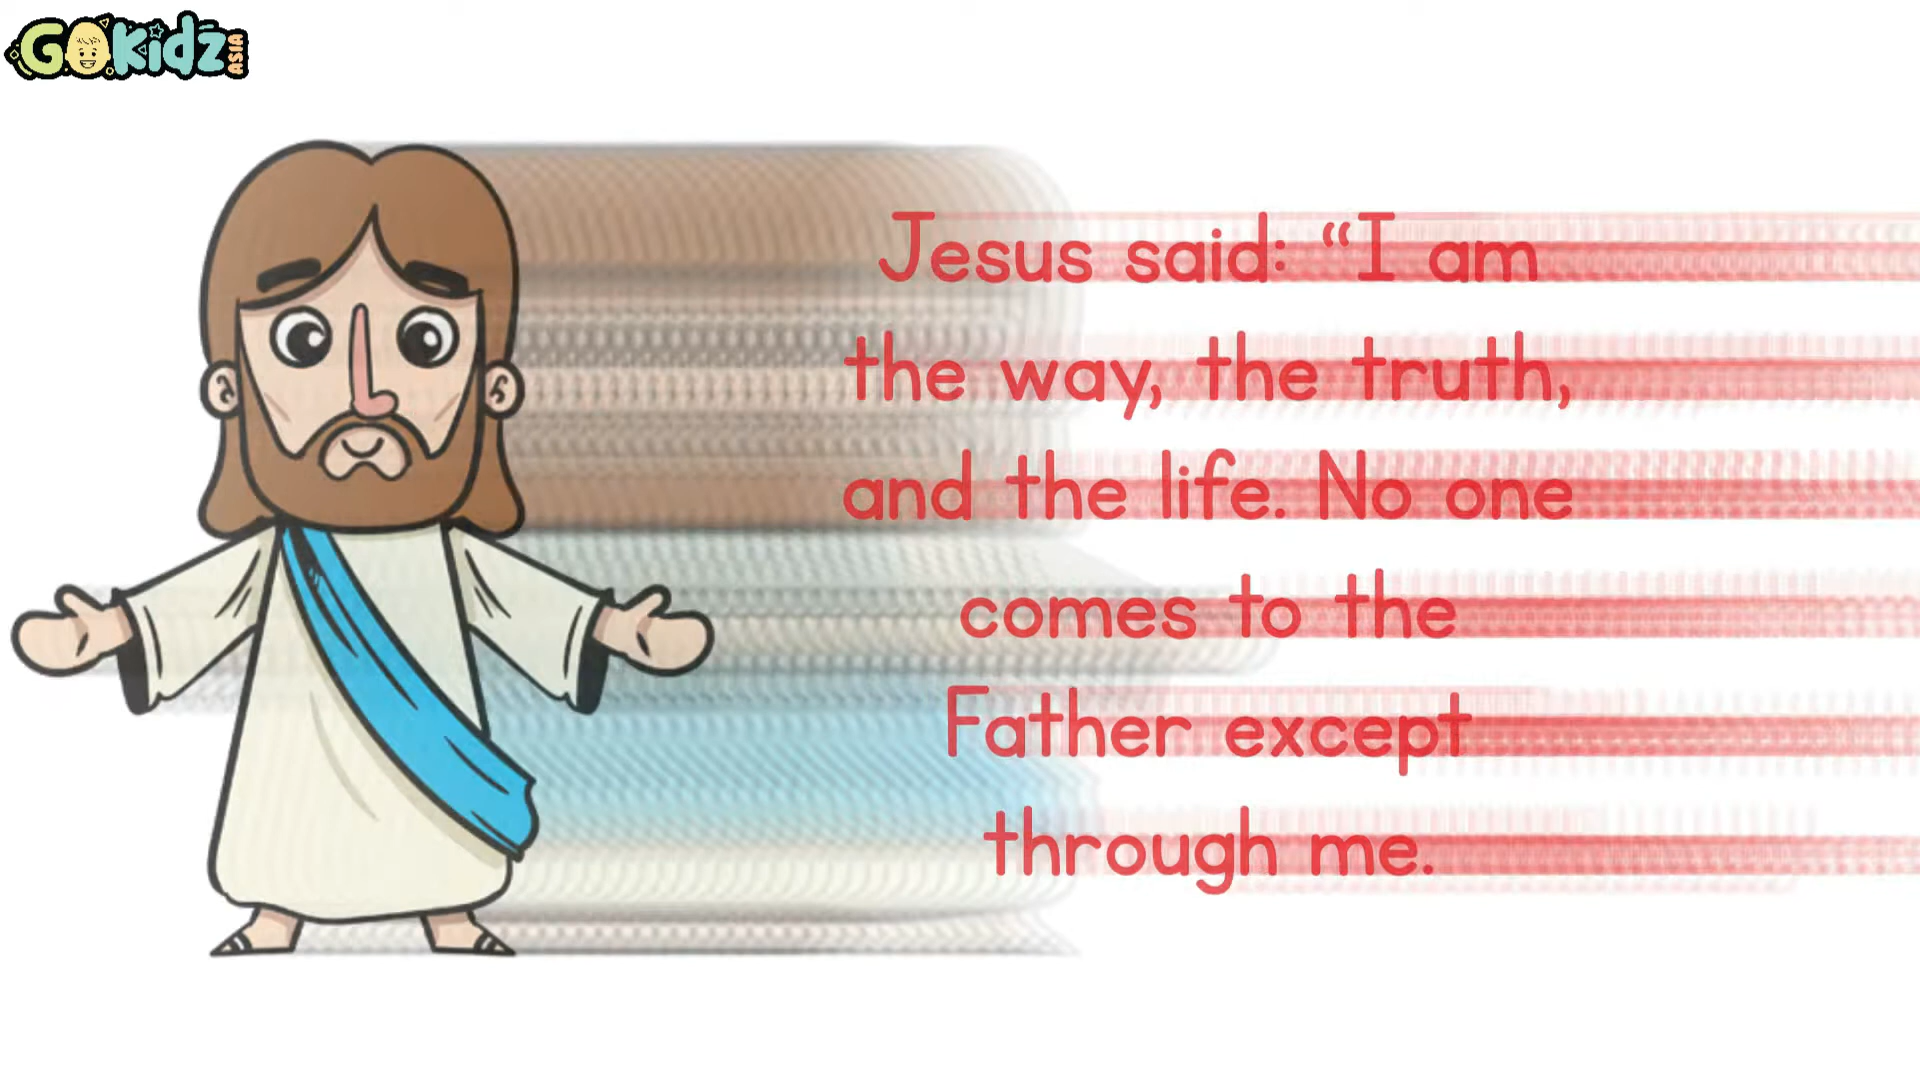 GOKidz ASIA
Jesus said: “I am
the way, the truth,
and the life. No one
comes to the
Father except
through me.